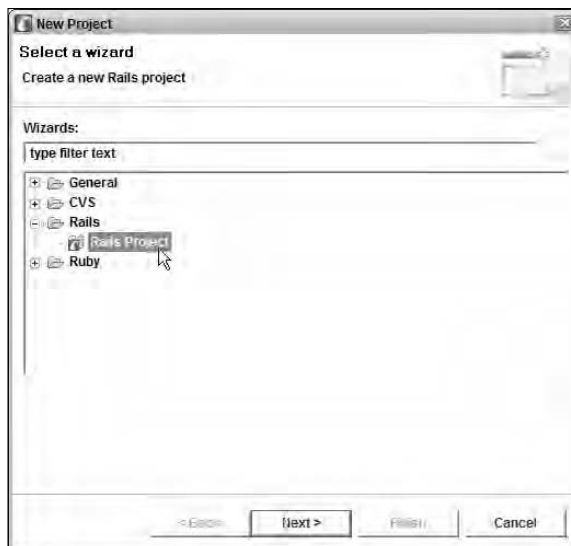 New Project
Select a wizard
Create a new Rails project
Wizards:
type filter text
General
CVS
Rails
Rails Project
Ruby
< Back
Next >
Finish
Cancel